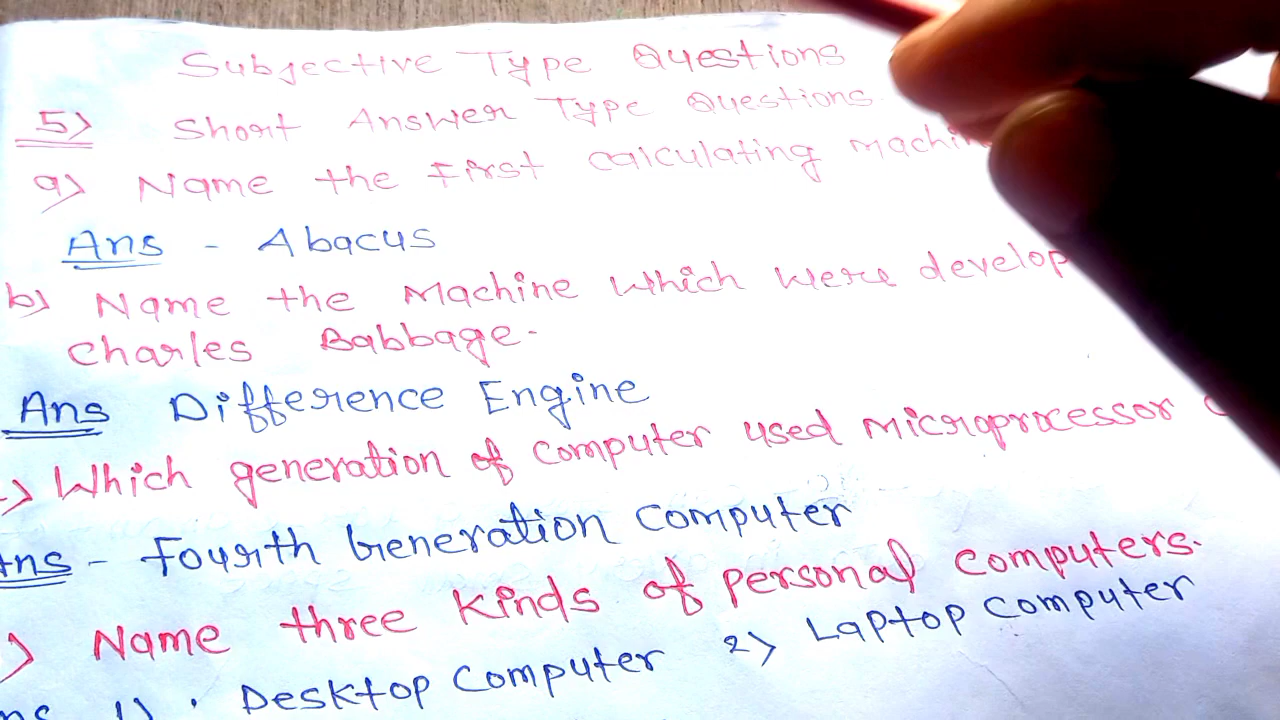 Subjective Type Questions
5) Short Answer Type Questions.
a) Name the First calculating machin
Ans - Abacus
b) Name the Machine which were develop
Charles Babbage.
Ans Difference Engine
Which generation of computer used Microprocessor
Ans - Fourth Generation Computer
) Name three kinds of personal computers.
1) Desktop Computer 2) Laptop Computer